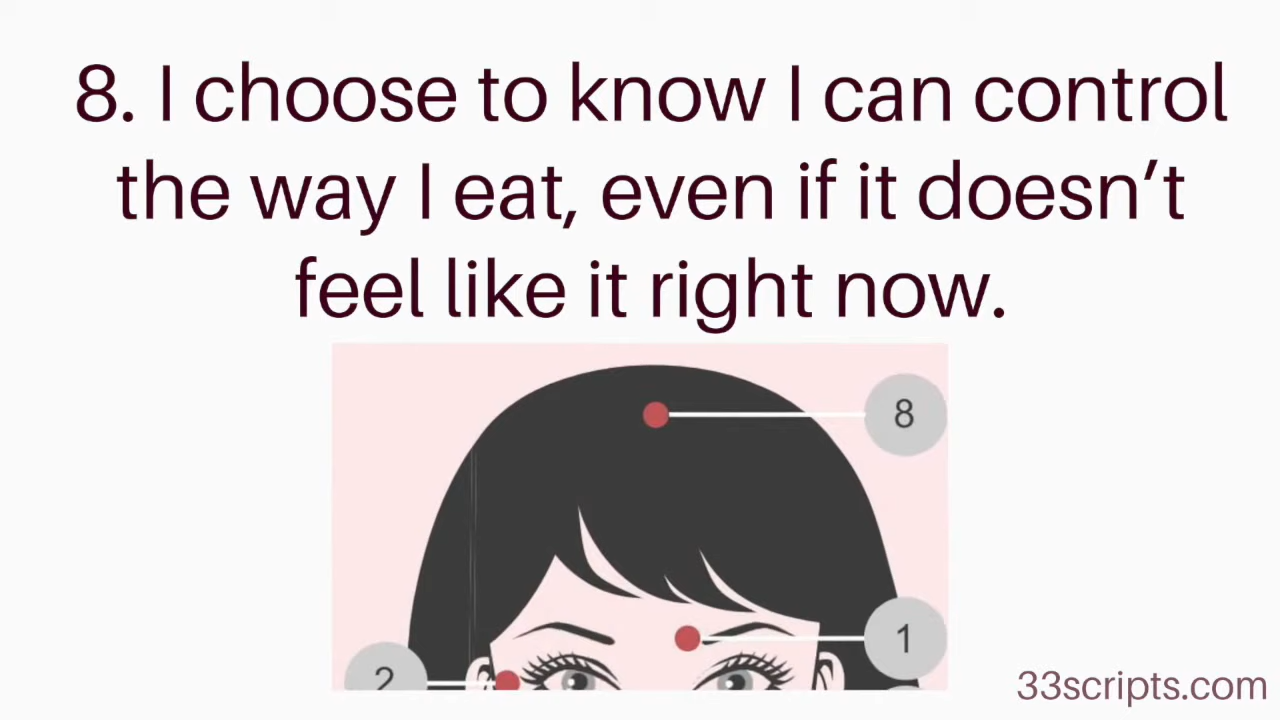 8. I choose to know I can control
the way I eat, even if it doesn’t
feel like it right now.
8
1
2
33scripts.com